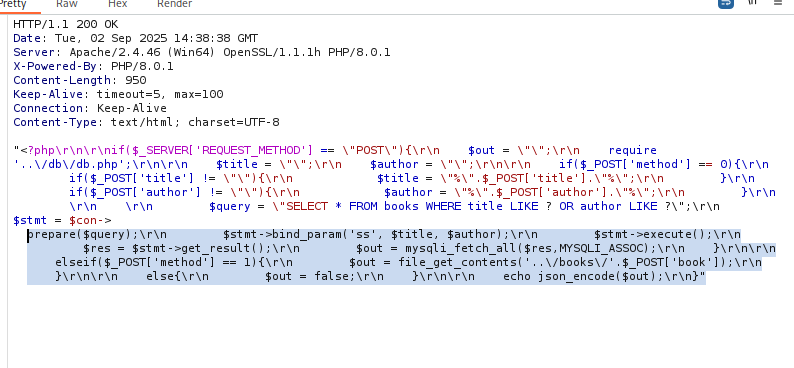 Pretty Raw Hex Render \n
HTTP/1.1 200 OK
Date: Tue, 02 Sep 2025 14:38:38 GMT
Server: Apache/2.4.46 (Win64) OpenSSL/1.1.1h PHP/8.0.1
X-Powered-By: PHP/8.0.1
Content-Length: 950
Keep-Alive: timeout=5, max=100
Connection: Keep-Alive
Content-Type: text/html; charset=UTF-8

"<?php\r\n\r\nif($_SERVER['REQUEST_METHOD'] == \"POST\"){\r\n    $out = \"\";\r\n    require
'..\/db\/db.php';\r\n\r\n    $title = \"\";\r\n    $author = \"\";\r\n\r\n    if($_POST['method'] == 0){\r\n
        if($_POST['title'] != \"\"){\r\n            $title = \"%\".$_POST['title'].\"%\";\r\n        }\r\n
        if($_POST['author'] != \"\"){\r\n            $author = \"%\".$_POST['author'].\"%\";\r\n        }\r\n
        \r\n    \r\n        $query = \"SELECT * FROM books WHERE title LIKE ? OR author LIKE ?\";\r\n
$stmt = $con->
prepare($query);\r\n        $stmt->bind_param('ss', $title, $author);\r\n        $stmt->execute();\r\n
        $res = $stmt->get_result();\r\n        $out = mysqli_fetch_all($res,MYSQLI_ASSOC);\r\n    }\r\n\r\n
    elseif($_POST['method'] == 1){\r\n        $out = file_get_contents('..\/books\/'.$_POST['book']);\r\n
    }\r\n\r\n    else{\r\n        $out = false;\r\n    }\r\n\r\n    echo json_encode($out);\r\n}"